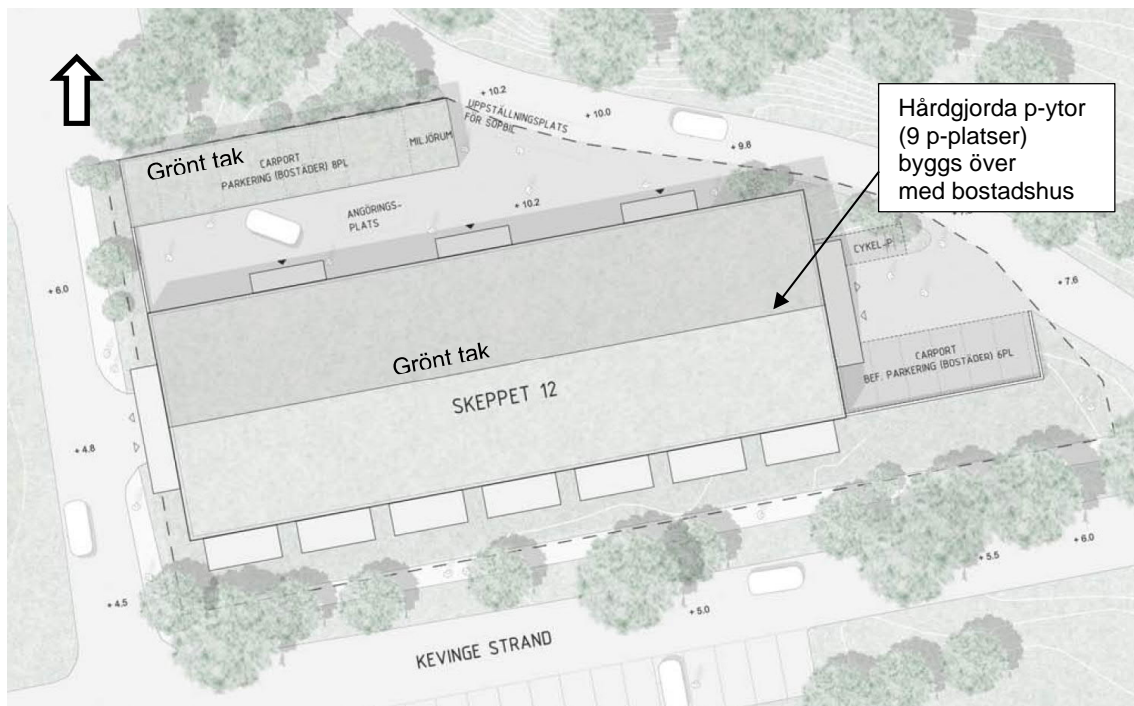 + 10.2
UPPSTÄLLNINGSPLATS
FÖR SOPBIL
+ 10.0
+ 9.8
Hårdgjorda p-ytor
(9 p-platser)
byggs över
med bostadshus
Grönt tak
CARPORT
PARKERING (BOSTÄDER) 8PL
MILJÖRUM
ANGÖRINGS-
PLATS
+ 10.2
CYKEL-P
+ 6.0
+ 7.6
CARPORT
BEF. PARKERING (BOSTÄDER) 6PL
Grönt tak
SKEPPET 12
+ 4.8
+ 4.5
+ 5.0
+ 5.5
+ 6.0
KEVINGE STRAND